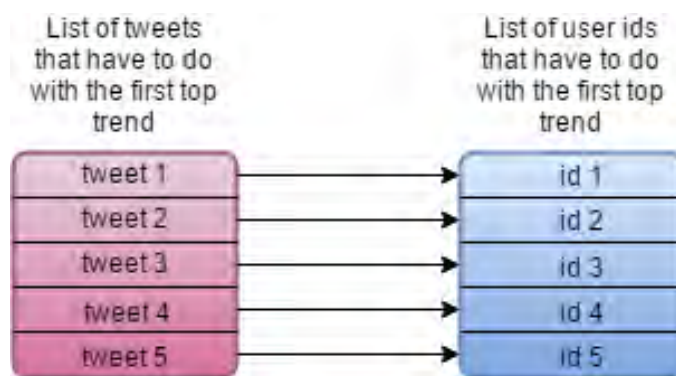 List of tweets
that have to do
with the first top
trend
tweet 1
tweet 2
tweet 3
tweet 4
tweet 5
List of user ids
that have to do
with the first top
trend
id 1
id 2
id 3
id 4
id 5